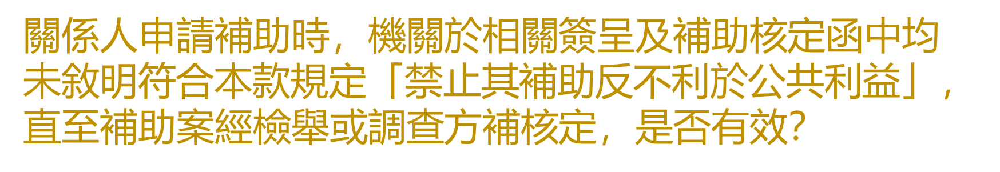 關係人申請補助時，機關於相關簽呈及補助核定函中均
未敘明符合本款規定「禁止其補助反不利於公共利益」，
直至補助案經檢舉或調查方補核定，是否有效？